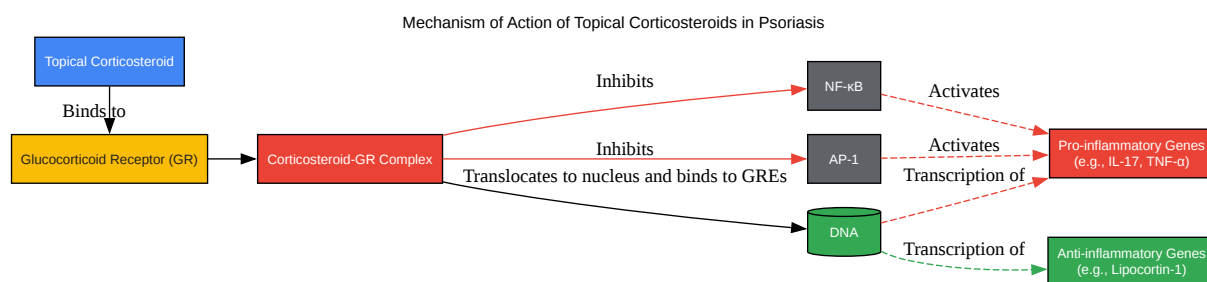 Mechanism of Action of Topical Corticosteroids in Psoriasis
Topical Corticosteroid
Binds to
Glucocorticoid Receptor (GR)
Corticosteroid-GR Complex
Inhibits
Inhibits
Translocates to nucleus and binds to GREs
NF-κB
AP-1
DNA
Activates
Activates
Transcription of
Transcription of
Pro-inflammatory Genes
(e.g., IL-17, TNF-α)
Anti-inflammatory Genes
(e.g., Lipocortin-1)